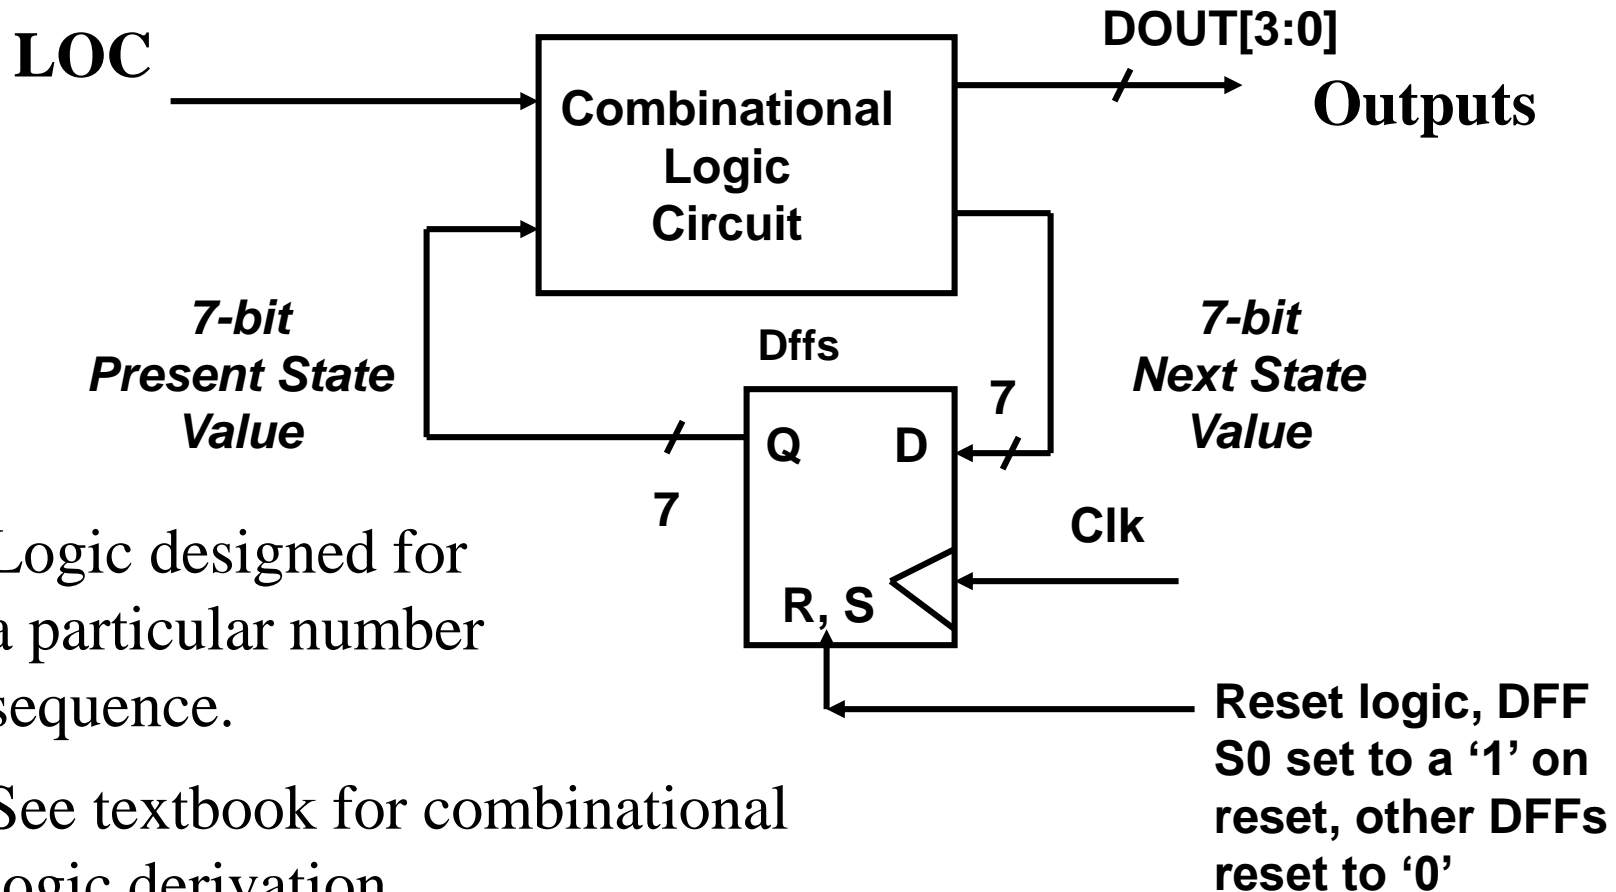 LOC
DOUT[3:0]
Outputs
Combinational
Logic
Circuit
7-bit
Present State
Value
Dffs
7-bit
Next State
Value
7
Q
D
7
Clk
R, S
Logic designed for
a particular number
sequence.
See textbook for combinational
logic derivation
Reset logic, DFF
S0 set to a ‘1’ on
reset, other DFFs
reset to ‘0’